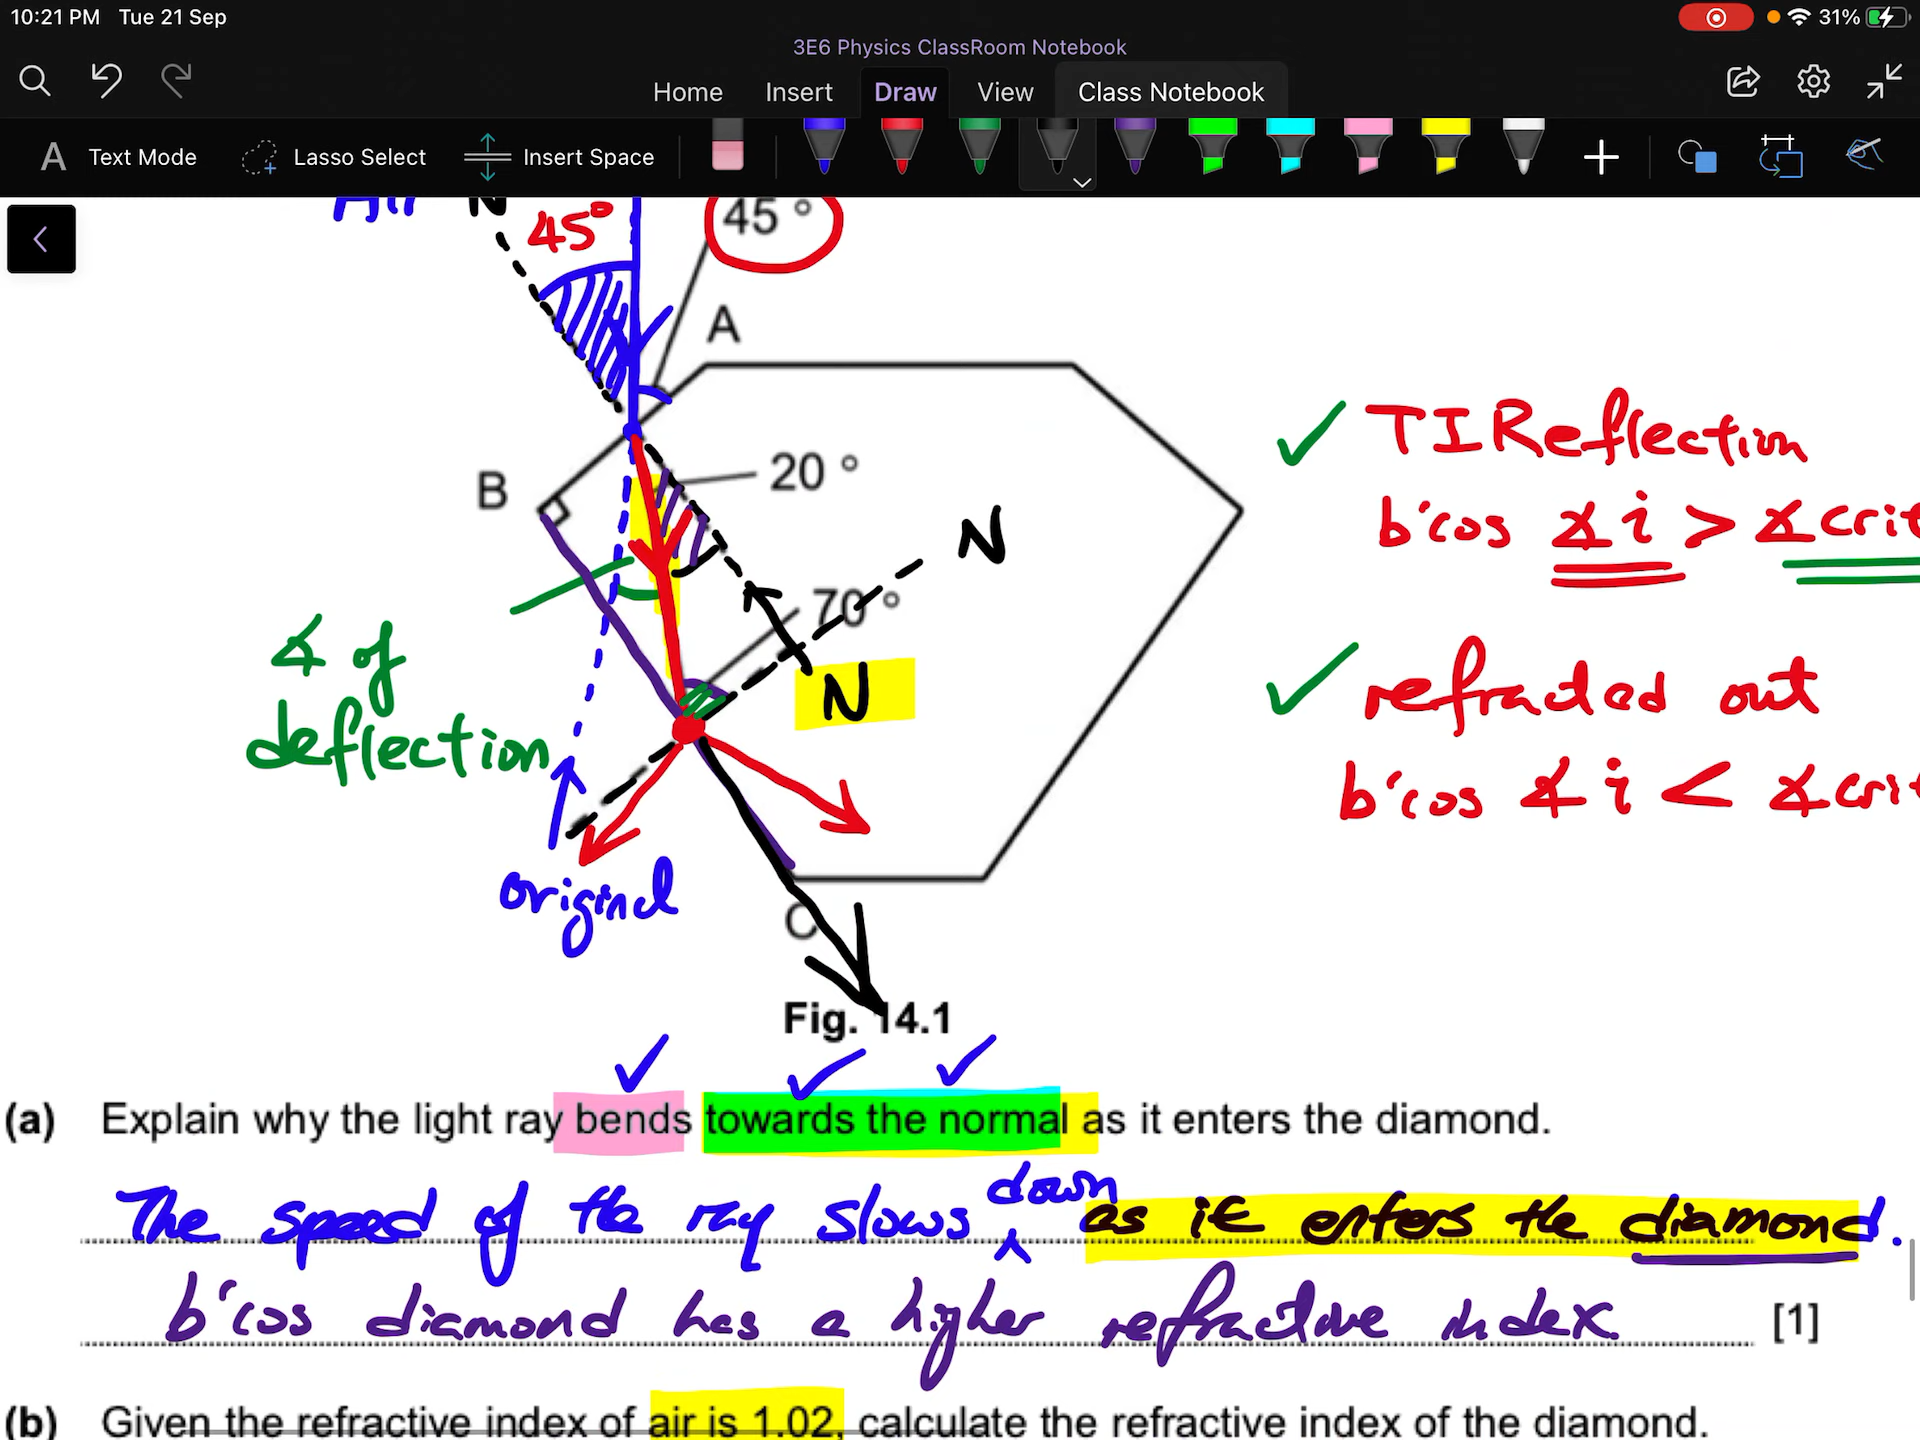 10:21 PM Tue 21 Sep
31%
3E6 Physics ClassRoom Notebook
Home Insert Draw View Class Notebook
A Text Mode Lasso Select Insert Space
Air N 45° 45°
A
B
20°
N
70°
N
TIReflection
b'cos ∡i > ∡crit
∡ of
deflection
refracted out
b'cos ∡i < ∡crit
original
C
Fig. 14.1
(a) Explain why the light ray bends towards the normal as it enters the diamond.
The speed of the ray slows down as it enters the diamond.
b'cos diamond has a higher refractive index. [1]
(b) Given the refractive index of air is 1.02, calculate the refractive index of the diamond.